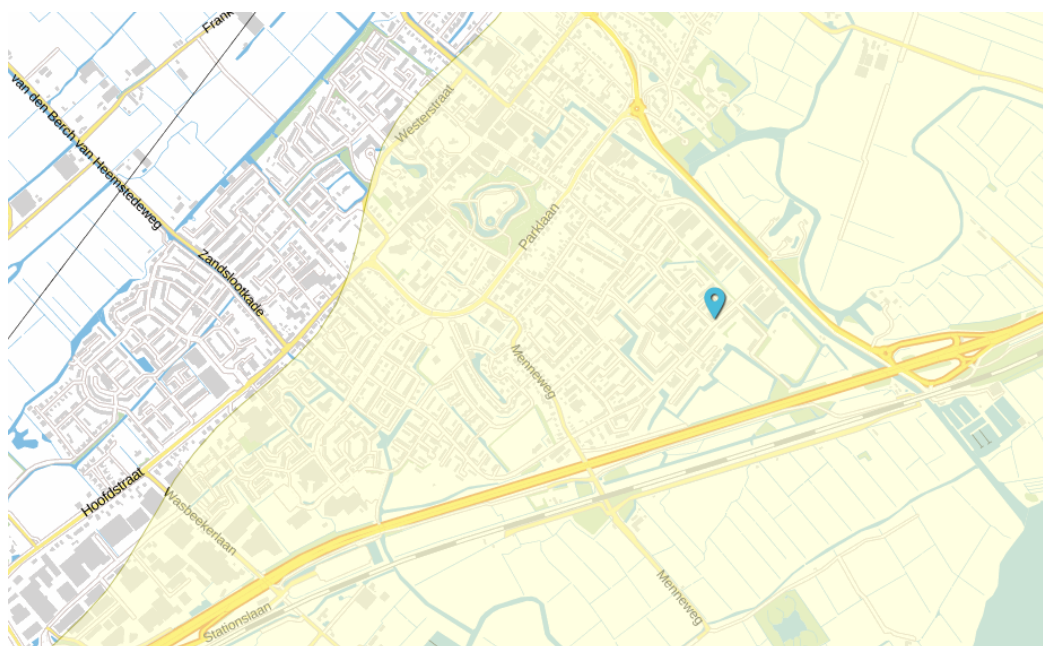 Frank
van den Berch van Heemstedeweg
Westerstraat
Zandslootkade
Parklaan
Menneweg
Hoofdstraat
Wasbeekerlaan
Stationslaan
Menneweg